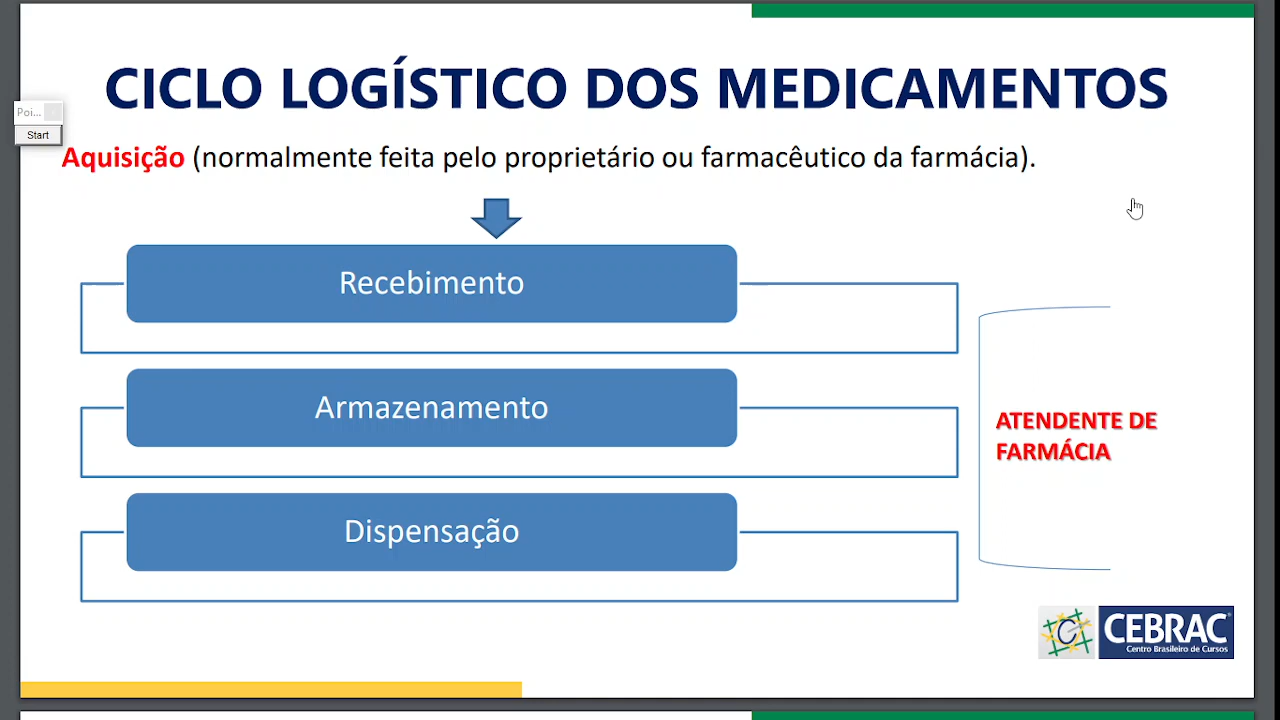 CICLO LOGÍSTICO DOS MEDICAMENTOS
Poi...
Start
Aquisição (normalmente feita pelo proprietário ou farmacêutico da farmácia).
Recebimento
Armazenamento
Dispensação
ATENDENTE DE
FARMÁCIA
C
CEBRAC
Centro Brasileiro de Cursos